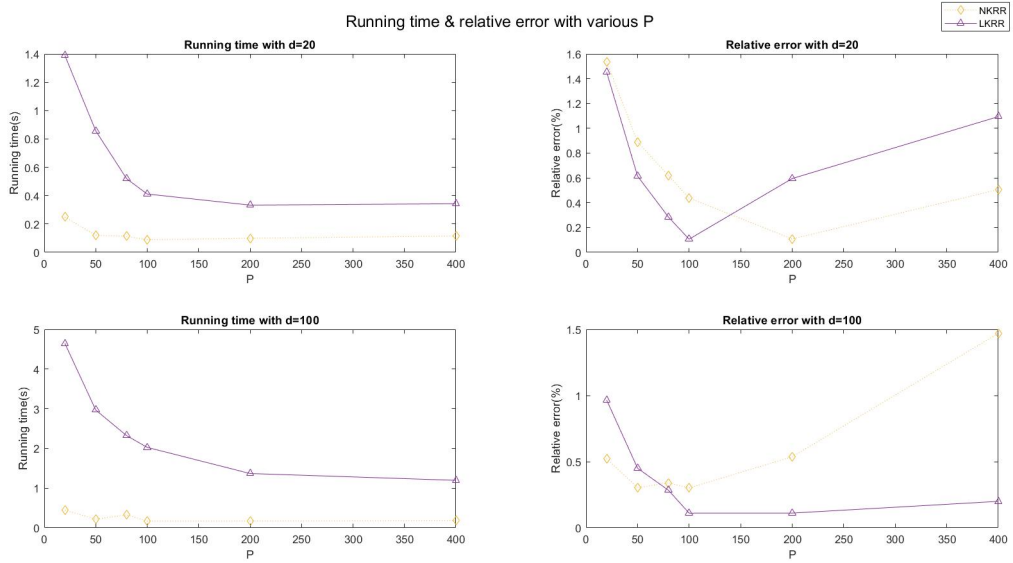 Running time & relative error with various P
NKRR
LKRR
Running time with d=20
Running time(s)
1.4
1.2
1
0.8
0.6
0.4
0.2
0
0 50 100 150 200 250 300 350 400
P
Relative error with d=20
Relative error(%)
1.6
1.4
1.2
1
0.8
0.6
0.4
0.2
0
0 50 100 150 200 250 300 350 400
P
Running time with d=100
Running time(s)
5
4
3
2
1
0
0 50 100 150 200 250 300 350 400
P
Relative error with d=100
Relative error(%)
1.5
1
0.5
0
0 50 100 150 200 250 300 350 400
P